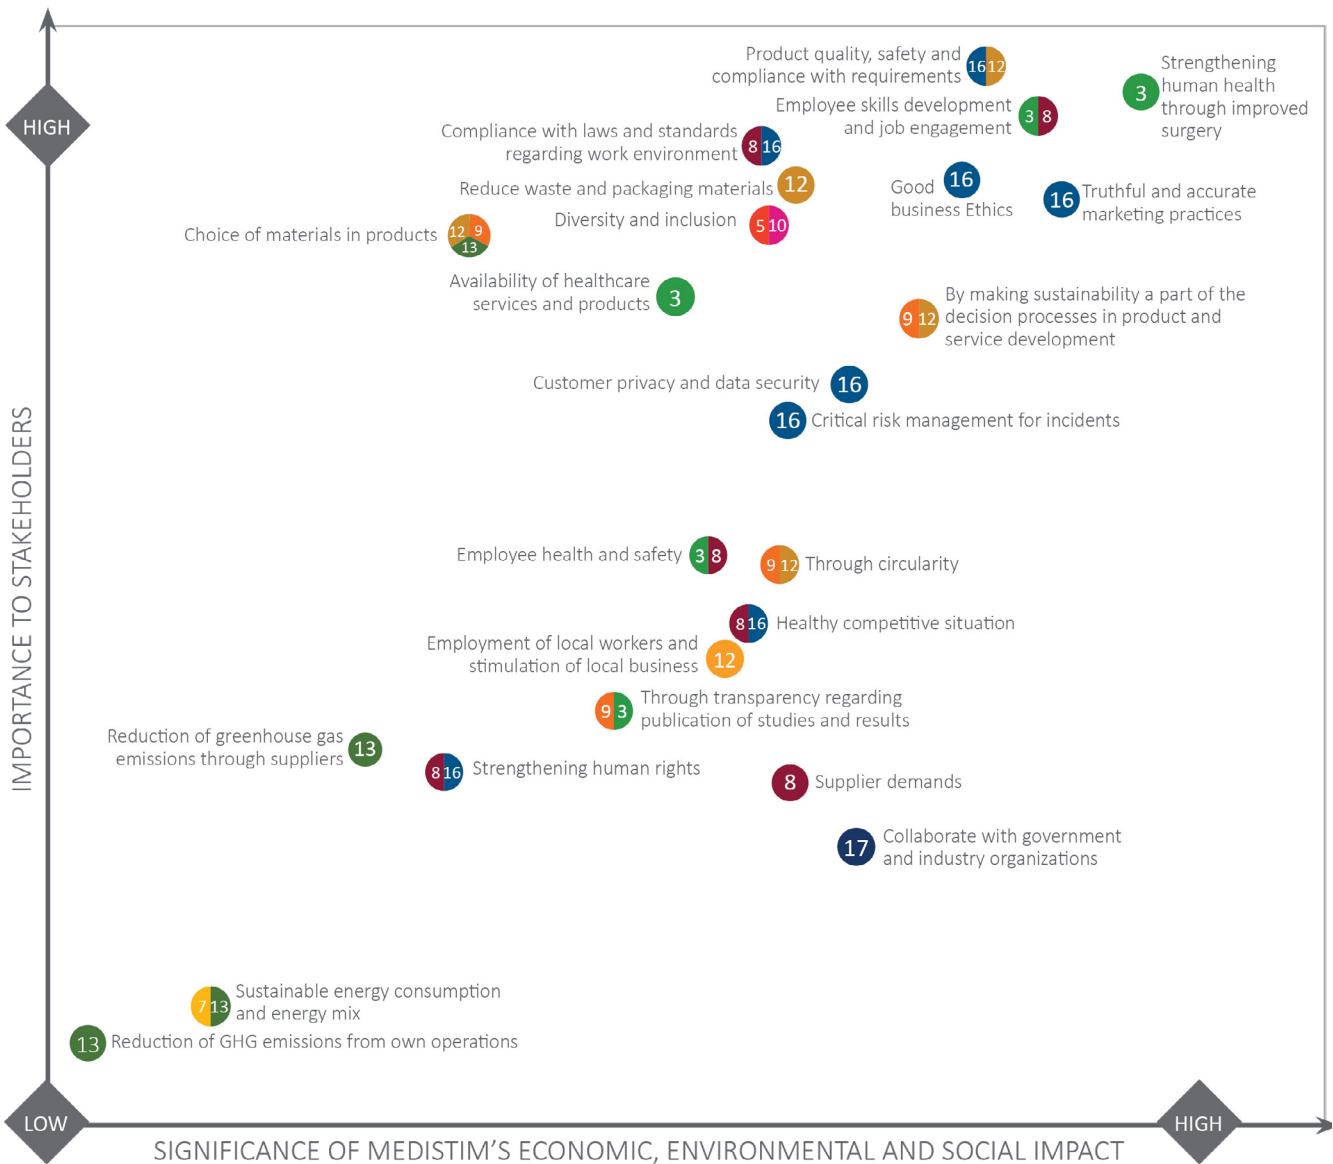 Product quality, safety and
compliance with requirements
16 12
Strengthening
human health
through improved
surgery
3
Employee skills development
and job engagement
3 8
HIGH
Compliance with laws and standards
regarding work environment
8 16
Reduce waste and packaging materials
12
Good
business Ethics
16
16
Truthful and accurate
marketing practices
Diversity and inclusion
5 10
Choice of materials in products
12 9
13
Availability of healthcare
services and products
3
9 12
By making sustainability a part of the
decision processes in product and
service development
Customer privacy and data security
16
16
Critical risk management for incidents
IMPORTANCE TO STAKEHOLDERS
Employee health and safety
3 8
9 12
Through circularity
8 16
Healthy competitive situation
Employment of local workers and
stimulation of local business
12
9 3
Through transparency regarding
publication of studies and results
Reduction of greenhouse gas
emissions through suppliers
13
8 16
Strengthening human rights
8
Supplier demands
17
Collaborate with government
and industry organizations
7 13
Sustainable energy consumption
and energy mix
13
Reduction of GHG emissions from own operations
LOW
HIGH
SIGNIFICANCE OF MEDISTIM'S ECONOMIC, ENVIRONMENTAL AND SOCIAL IMPACT